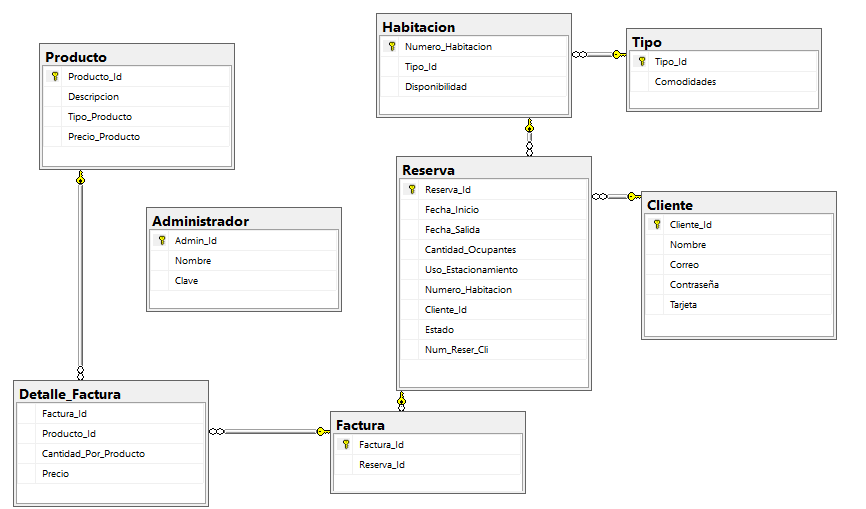 Habitacion
Numero_Habitacion
Tipo_Id
Disponibilidad
Tipo
Tipo_Id
Comodidades
Producto
Producto_Id
Descripcion
Tipo_Producto
Precio_Producto
Reserva
Reserva_Id
Fecha_Inicio
Fecha_Salida
Cantidad_Ocupantes
Uso_Estacionamiento
Numero_Habitacion
Cliente_Id
Estado
Num_Reser_Cli
Cliente
Cliente_Id
Nombre
Correo
Contraseña
Tarjeta
Administrador
Admin_Id
Nombre
Clave
Detalle_Factura
Factura_Id
Producto_Id
Cantidad_Por_Producto
Precio
Factura
Factura_Id
Reserva_Id